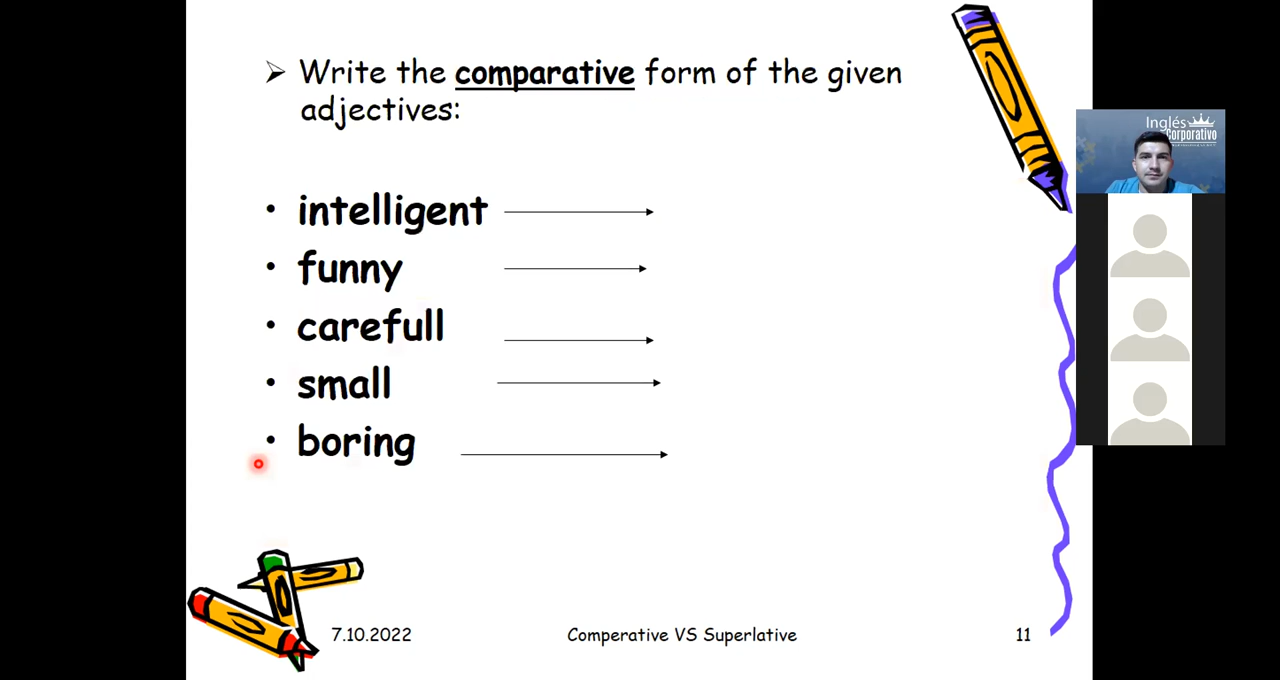 ➢ Write the comparative form of the given
adjectives:
• intelligent
• funny
• carefull
• small
• boring
7.10.2022
Comperative VS Superlative
11
Inglés
Corporativo